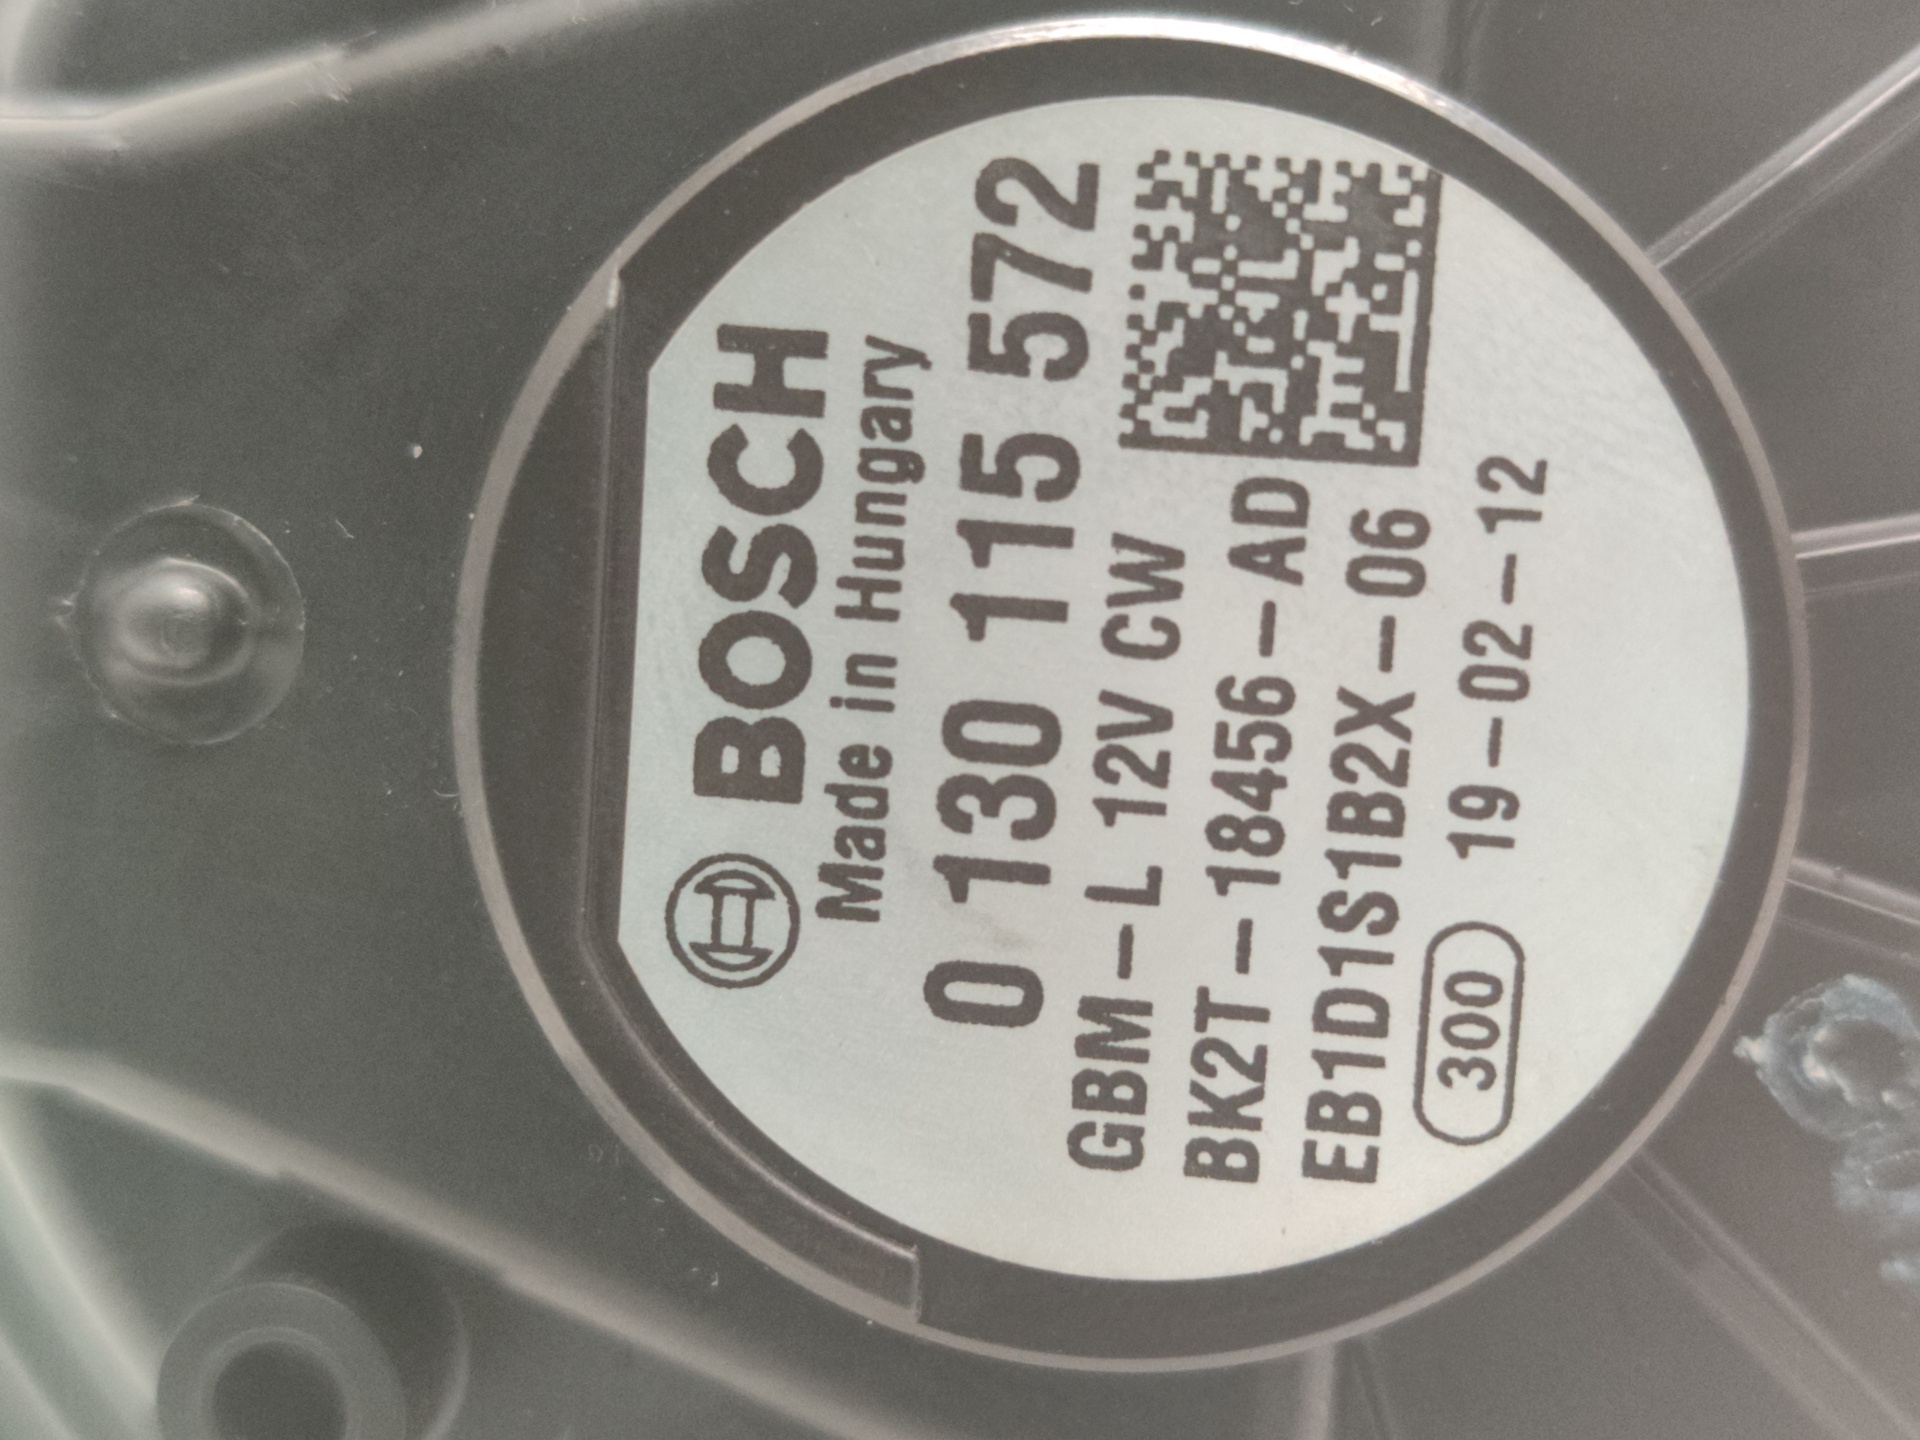 BOSCH
Made in Hungary
0 130 115 572
GBM-L 12V CW
BK2T-18456-AD
EB1D1S1B2X-06
300 19-02-12